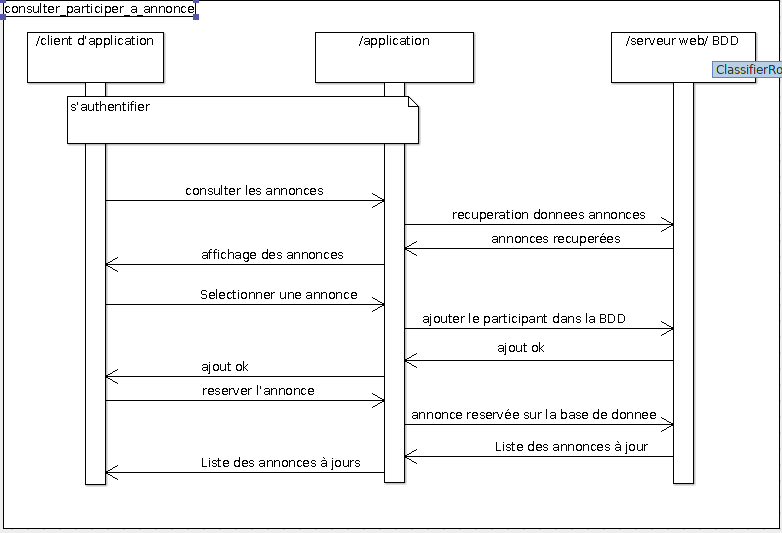 consulter_participer_a_annonce
/client d'application
/application
/serveur web/ BDD
ClassifierRo
s'authentifier
consulter les annonces
recuperation donnees annonces
annonces recuperées
affichage des annonces
Selectionner une annonce
ajouter le participant dans la BDD
ajout ok
ajout ok
reserver l'annonce
annonce reservée sur la base de donnee
Liste des annonces à jour
Liste des annonces à jours